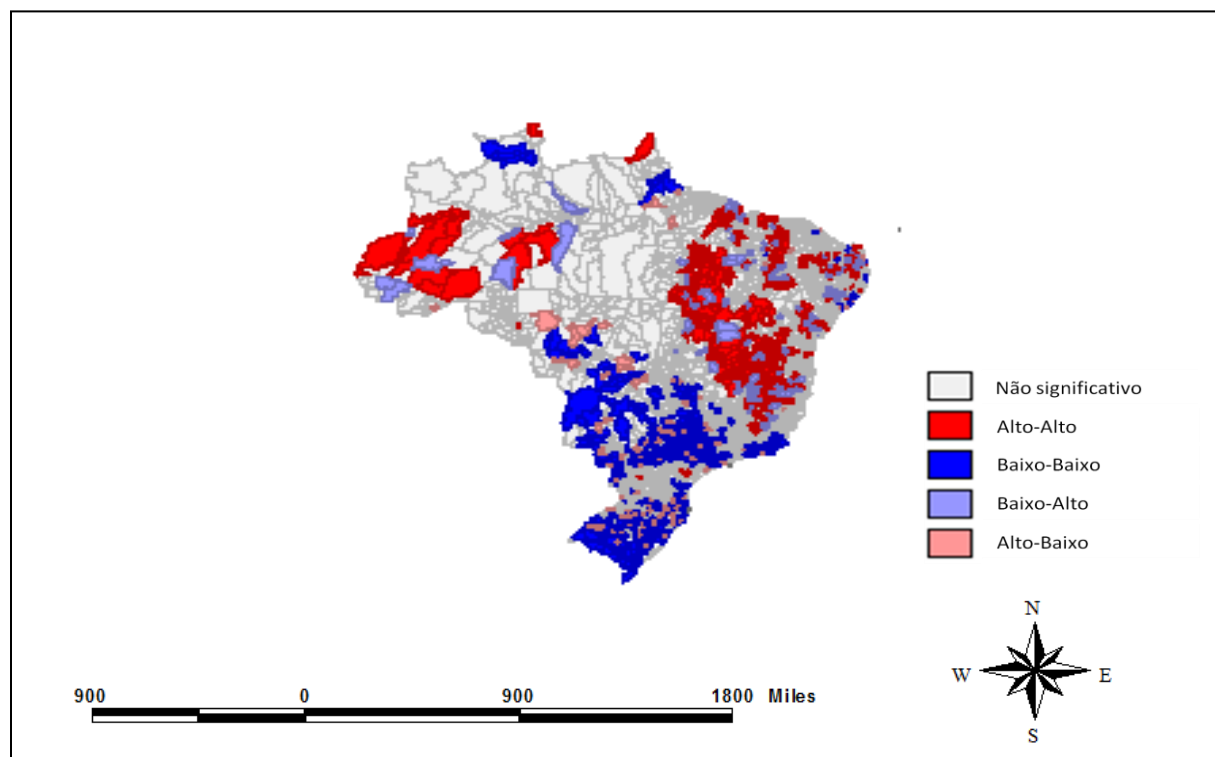 Não significativo
Alto-Alto
Baixo-Baixo
Baixo-Alto
Alto-Baixo
N
W E
S
900 0 900 1800 Miles